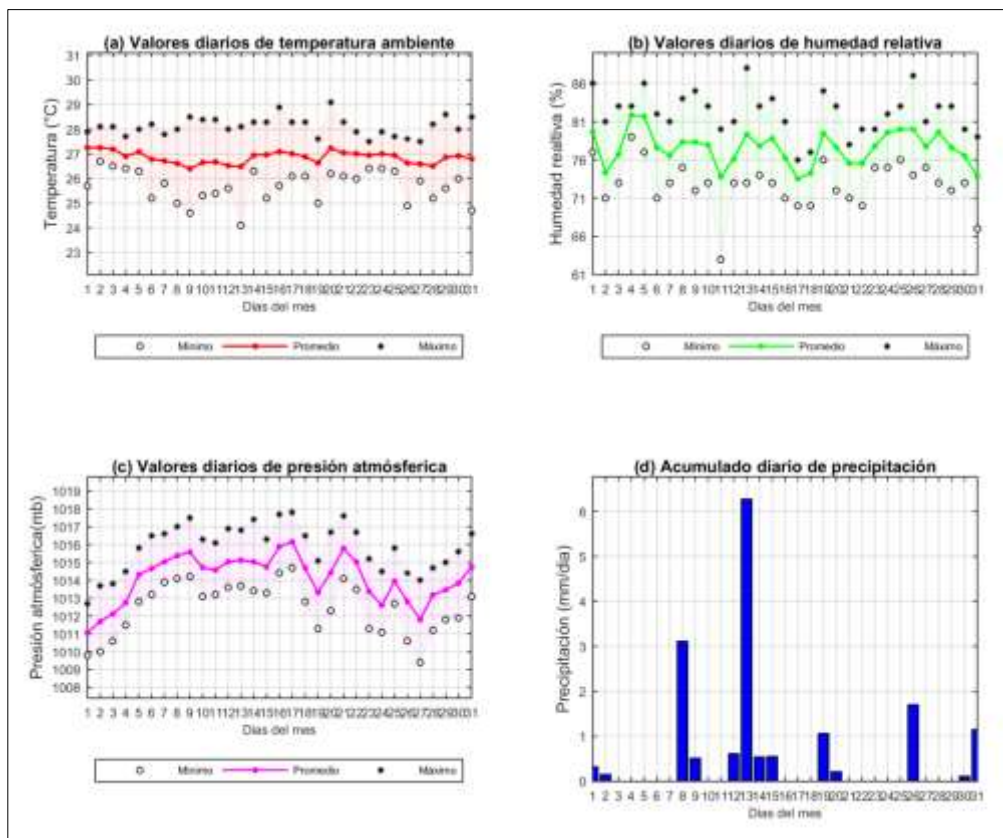 (a) Valores diarios de temperatura ambiente
Temperatura (°C)
31
30
29
28
27
26
25
24
23
1 2 3 4 5 6 7 8 9 10 11 12 13 14 15 16 17 18 19 20 21 22 23 24 25 26 27 28 29 30 31
Dias del mes
Mínimo Promedio Máximo
(b) Valores diarios de humedad relativa
Humedad realtiva (%)
86
81
76
71
66
61
1 2 3 4 5 6 7 8 9 10 11 12 13 14 15 16 17 18 19 20 21 22 23 24 25 26 27 28 29 30 31
Dias del mes
Mínimo Promedio Máximo
(c) Valores diarios de presión atmósferica
Presión atmósferica(mb)
1019
1018
1017
1016
1015
1014
1013
1012
1011
1010
1009
1008
1 2 3 4 5 6 7 8 9 10 11 12 13 14 15 16 17 18 19 20 21 22 23 24 25 26 27 28 29 30 31
Dias del mes
Mínimo Promedio Máximo
(d) Acumulado diario de precipitación
Precipitación (mm/dia)
6
5
4
3
2
1
0
1 2 3 4 5 6 7 8 9 10 11 12 13 14 15 16 17 18 19 20 21 22 23 24 25 26 27 28 29 30 31
Dias del mes